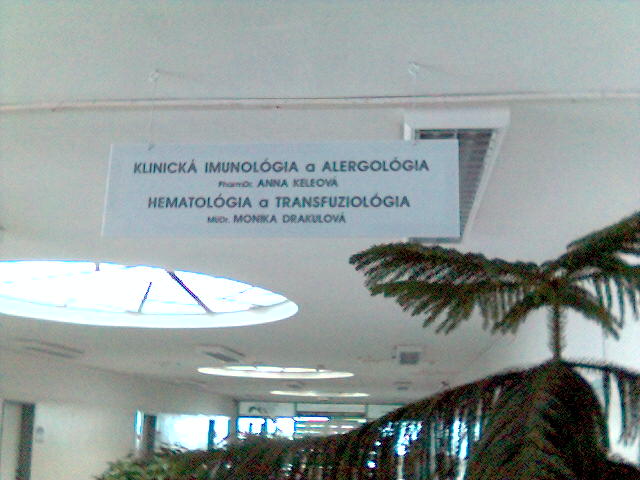 KLINICKÁ IMUNOLÓGIA a ALERGOLÓGIA
PharmDr. ANNA KELEOVÁ
HEMATOLÓGIA a TRANSFUZIOLÓGIA
MUDr. MONIKA DRAKULOVÁ